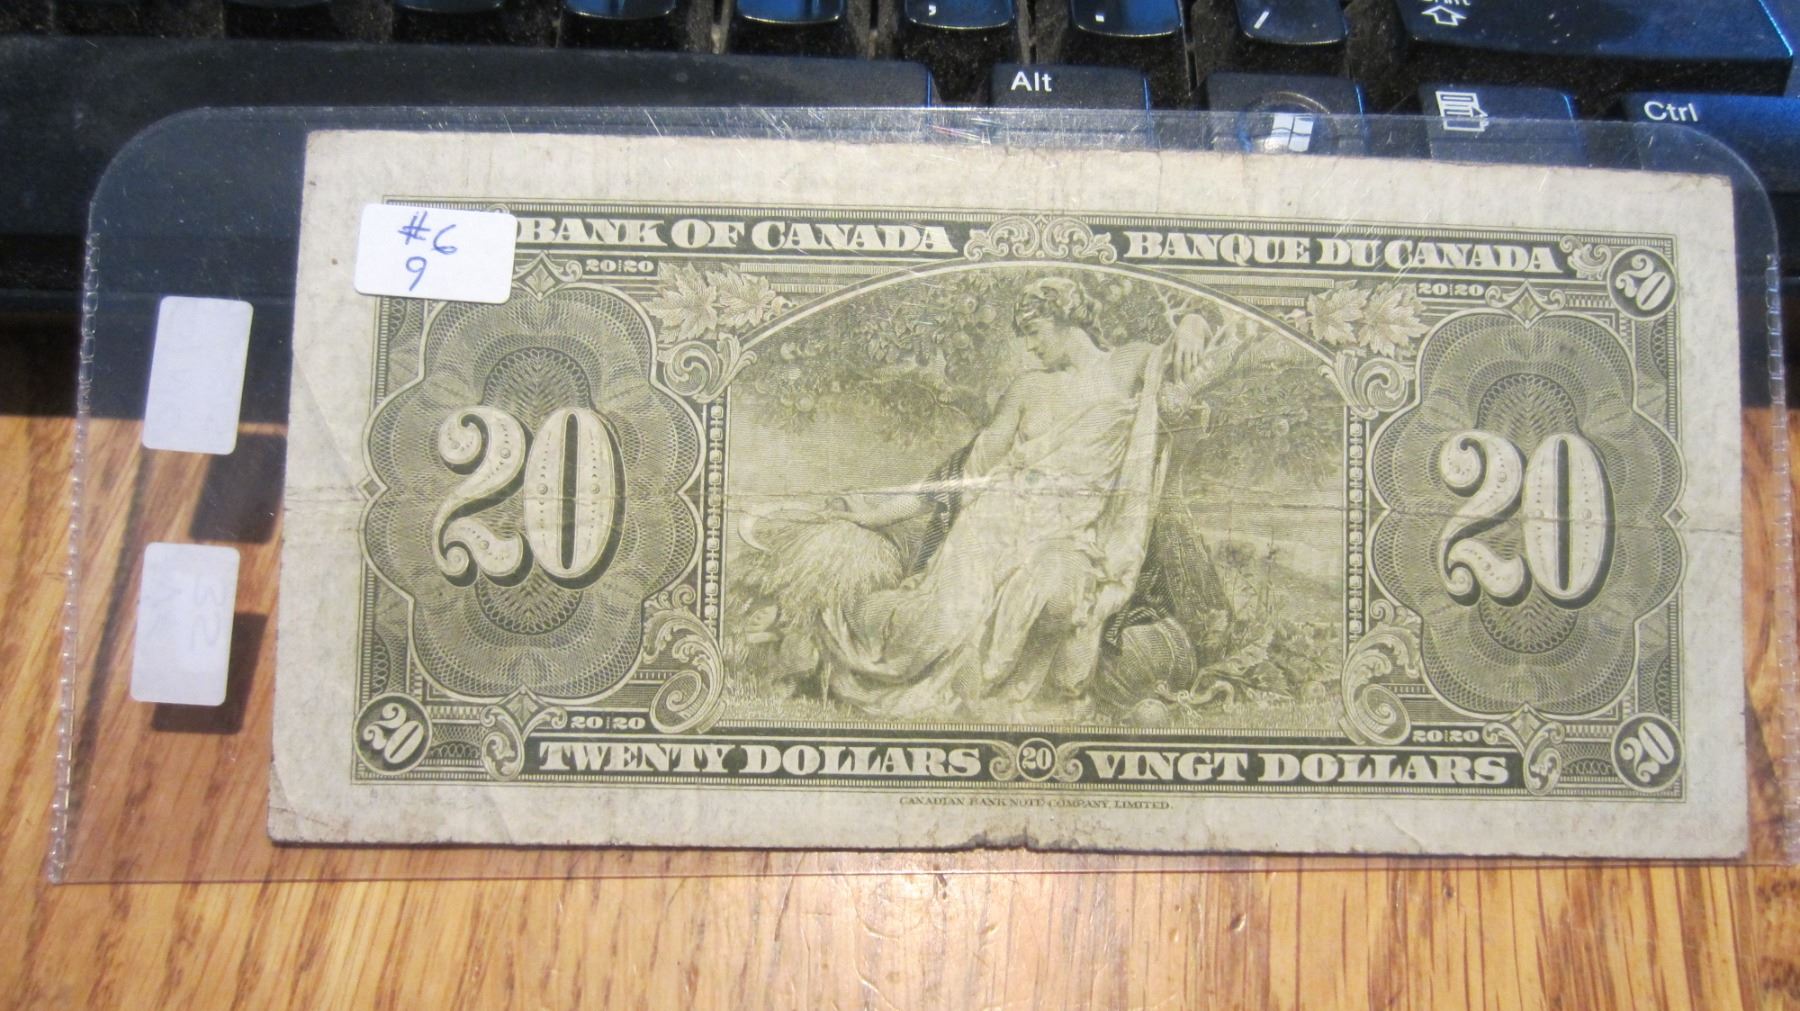 Alt
Ctrl
#6
9
BANK OF CANADA BANQUE DU CANADA
20 20
20 20
20
20
20
20
20 20
20 20
20
TWENTY DOLLARS 20 VINGT DOLLARS
20
CANADIAN BANK NOTE COMPANY, LIMITED.